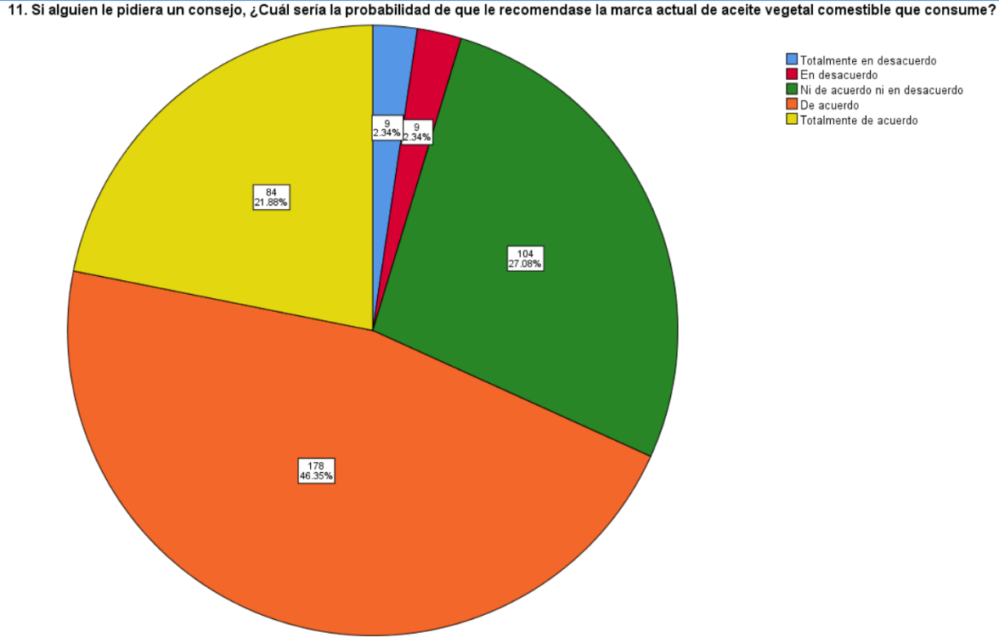 11. Si alguien le pidiera un consejo, ¿Cuál sería la probabilidad de que le recomendase la marca actual de aceite vegetal comestible que consume?
Totalmente en desacuerdo
En desacuerdo
Ni de acuerdo ni en desacuerdo
De acuerdo
Totalmente de acuerdo
9
2.34%
9
2.34%
84
21.88%
104
27.08%
178
46.35%